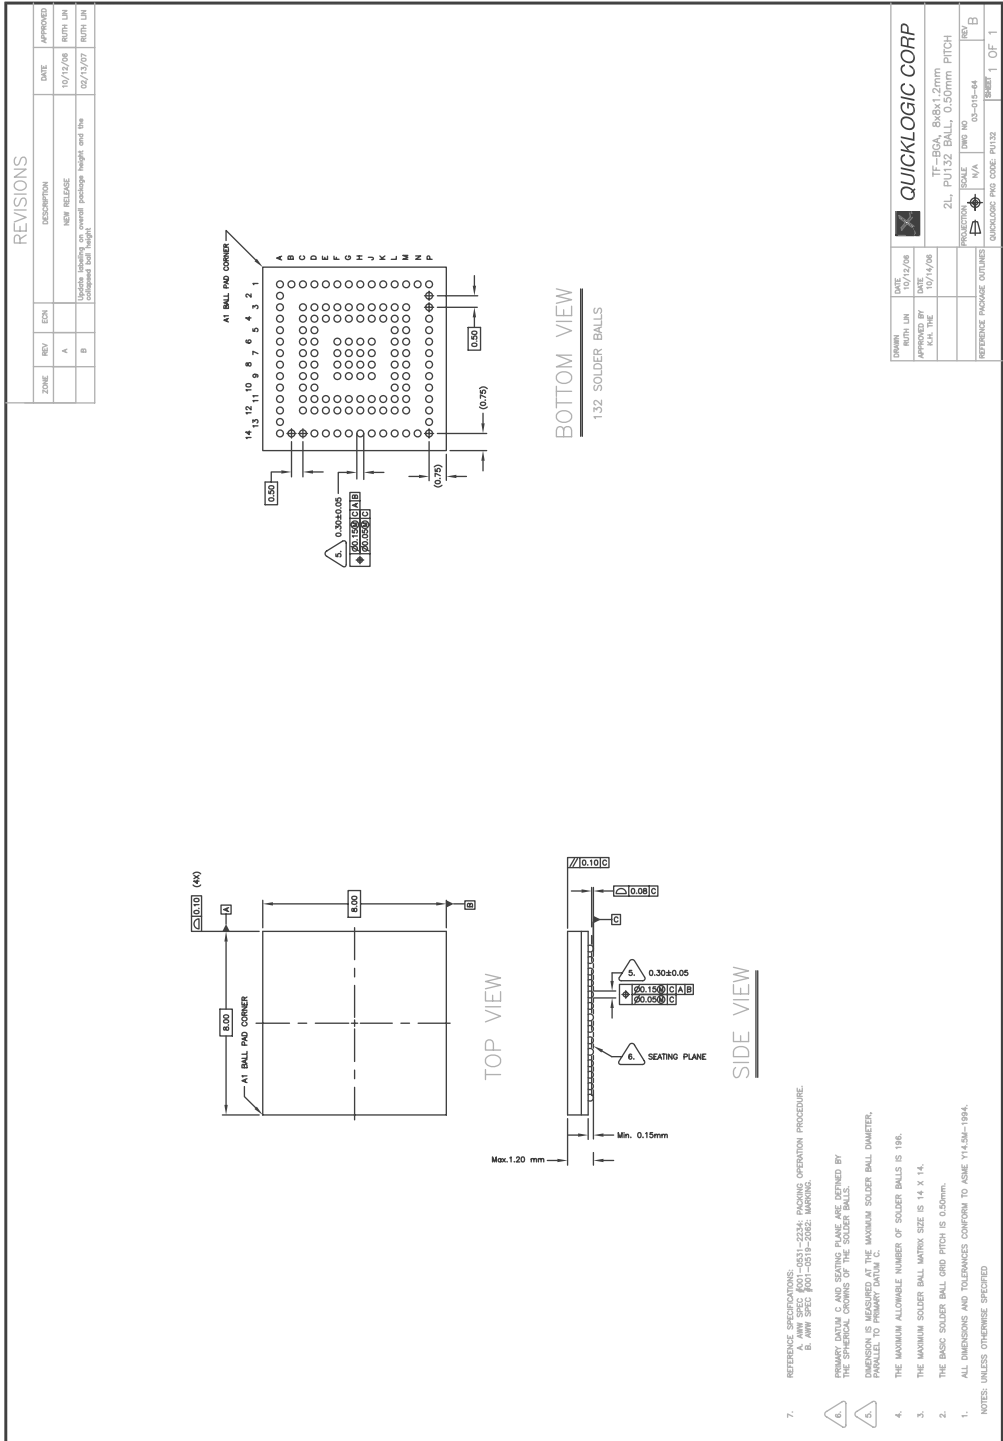 REVISIONS
ZONE REV ECN DESCRIPTION DATE APPROVED
A NEW RELEASE 10/12/06 RUTH LIN
B Update labeling on overall package height and the collapsed ball height 02/13/07 RUTH LIN
0.10 (4X)
A
8.00
8.00
B
A1 BALL PAD CORNER
TOP VIEW
A1 BALL PAD CORNER
14 13 12 11 10 9 8 7 6 5 4 3 2 1
A
B
C
D
E
F
G
H
J
K
L
M
N
P
0.50
5. 0.30±0.05
Ø0.15Ⓜ C A B
Ø0.05Ⓜ C
(0.75)
(0.75)
0.50
BOTTOM VIEW
132 SOLDER BALLS
// 0.10 C
0.08 C
C
5. 0.30±0.05
Ø0.15Ⓜ C A B
Ø0.05Ⓜ C
6. SEATING PLANE
Min. 0.15mm
Max.1.20 mm
SIDE VIEW
7. REFERENCE SPECIFICATIONS:
A. AWW SPEC #001-0531-2234: PACKING OPERATION PROCEDURE.
B. AWW SPEC #001-0519-2062: MARKING.
6. PRIMARY DATUM C AND SEATING PLANE ARE DEFINED BY
THE SPHERICAL CROWNS OF THE SOLDER BALLS.
5. DIMENSION IS MEASURED AT THE MAXIMUM SOLDER BALL DIAMETER,
PARALLEL TO PRIMARY DATUM C.
4. THE MAXIMUM ALLOWABLE NUMBER OF SOLDER BALLS IS 196.
3. THE MAXIMUM SOLDER BALL MATRIX SIZE IS 14 X 14.
2. THE BASIC SOLDER BALL GRID PITCH IS 0.50mm.
1. ALL DIMENSIONS AND TOLERANCES CONFORM TO ASME Y14.5M-1994.
NOTES: UNLESS OTHERWISE SPECIFIED
DRAWN RUTH LIN
DATE 10/12/06
APPROVED BY K.H. THE
DATE 10/14/06
REFERENCE PACKAGE OUTLINES
QUICKLOGIC CORP
TF-BGA, 8x8x1.2mm
2L, PU132 BALL, 0.50mm PITCH
PROJECTION
SCALE N/A
DWG NO 03-015-64
REV B
QUICKLOGIC PKG CODE: PU132
SHEET 1 OF 1